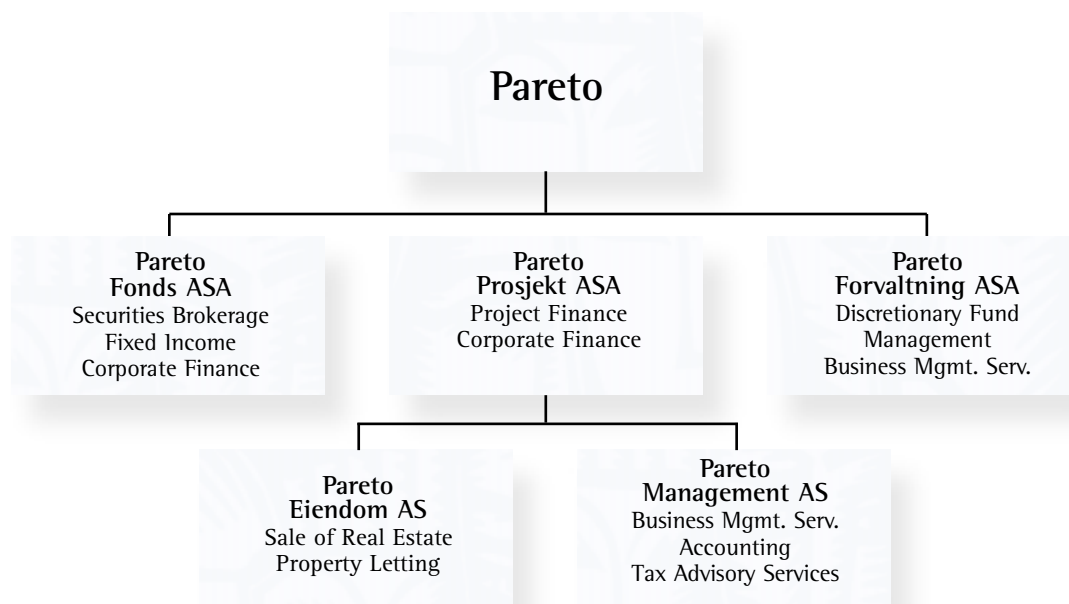 Pareto
Pareto
Fonds ASA
Securities Brokerage
Fixed Income
Corporate Finance
Pareto
Prosjekt ASA
Project Finance
Corporate Finance
Pareto
Forvaltning ASA
Discretionary Fund
Management
Business Mgmt. Serv.
Pareto
Eiendom AS
Sale of Real Estate
Property Letting
Pareto
Management AS
Business Mgmt. Serv.
Accounting
Tax Advisory Services